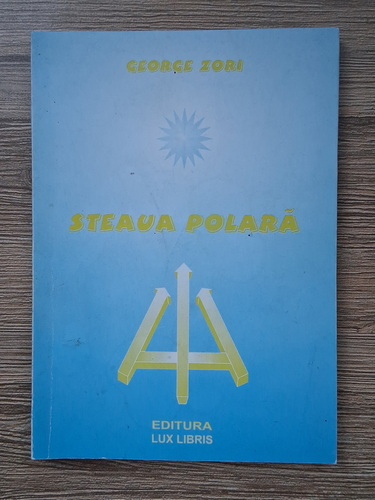 GEORGE ZORI
STEAUA POLARĂ
EDITURA
LUX LIBRIS